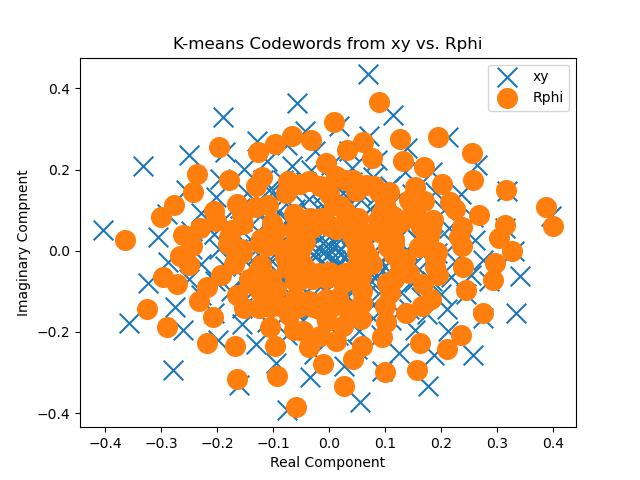 K-means Codewords from xy vs. Rphi
xy
Rphi
0.4
0.2
0.0
−0.2
−0.4
Imaginary Compnent
−0.4 −0.3 −0.2 −0.1 0.0 0.1 0.2 0.3 0.4
Real Component